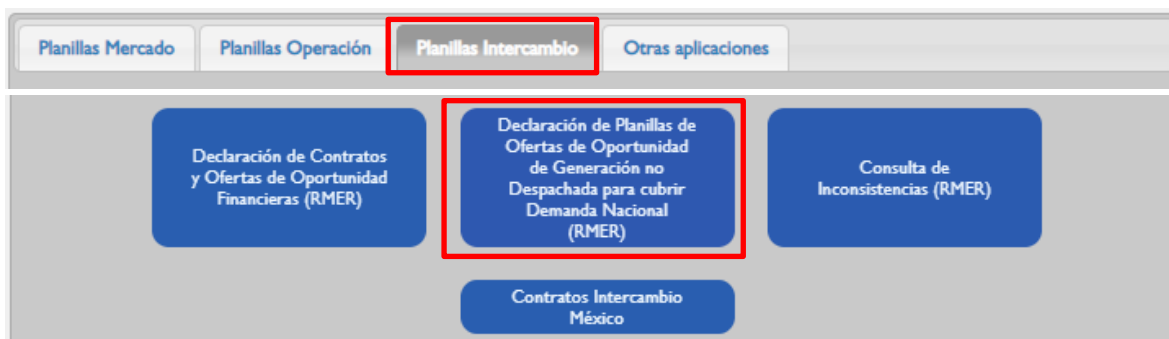 Planillas Mercado
Planillas Operación
Planillas Intercambio
Otras aplicaciones
Declaración de Contratos
y Ofertas de Oportunidad
Financieras (RMER)
Declaración de Planillas de
Ofertas de Oportunidad
de Generación no
Despachada para cubrir
Demanda Nacional
(RMER)
Consulta de
Inconsistencias (RMER)
Contratos Intercambio
México